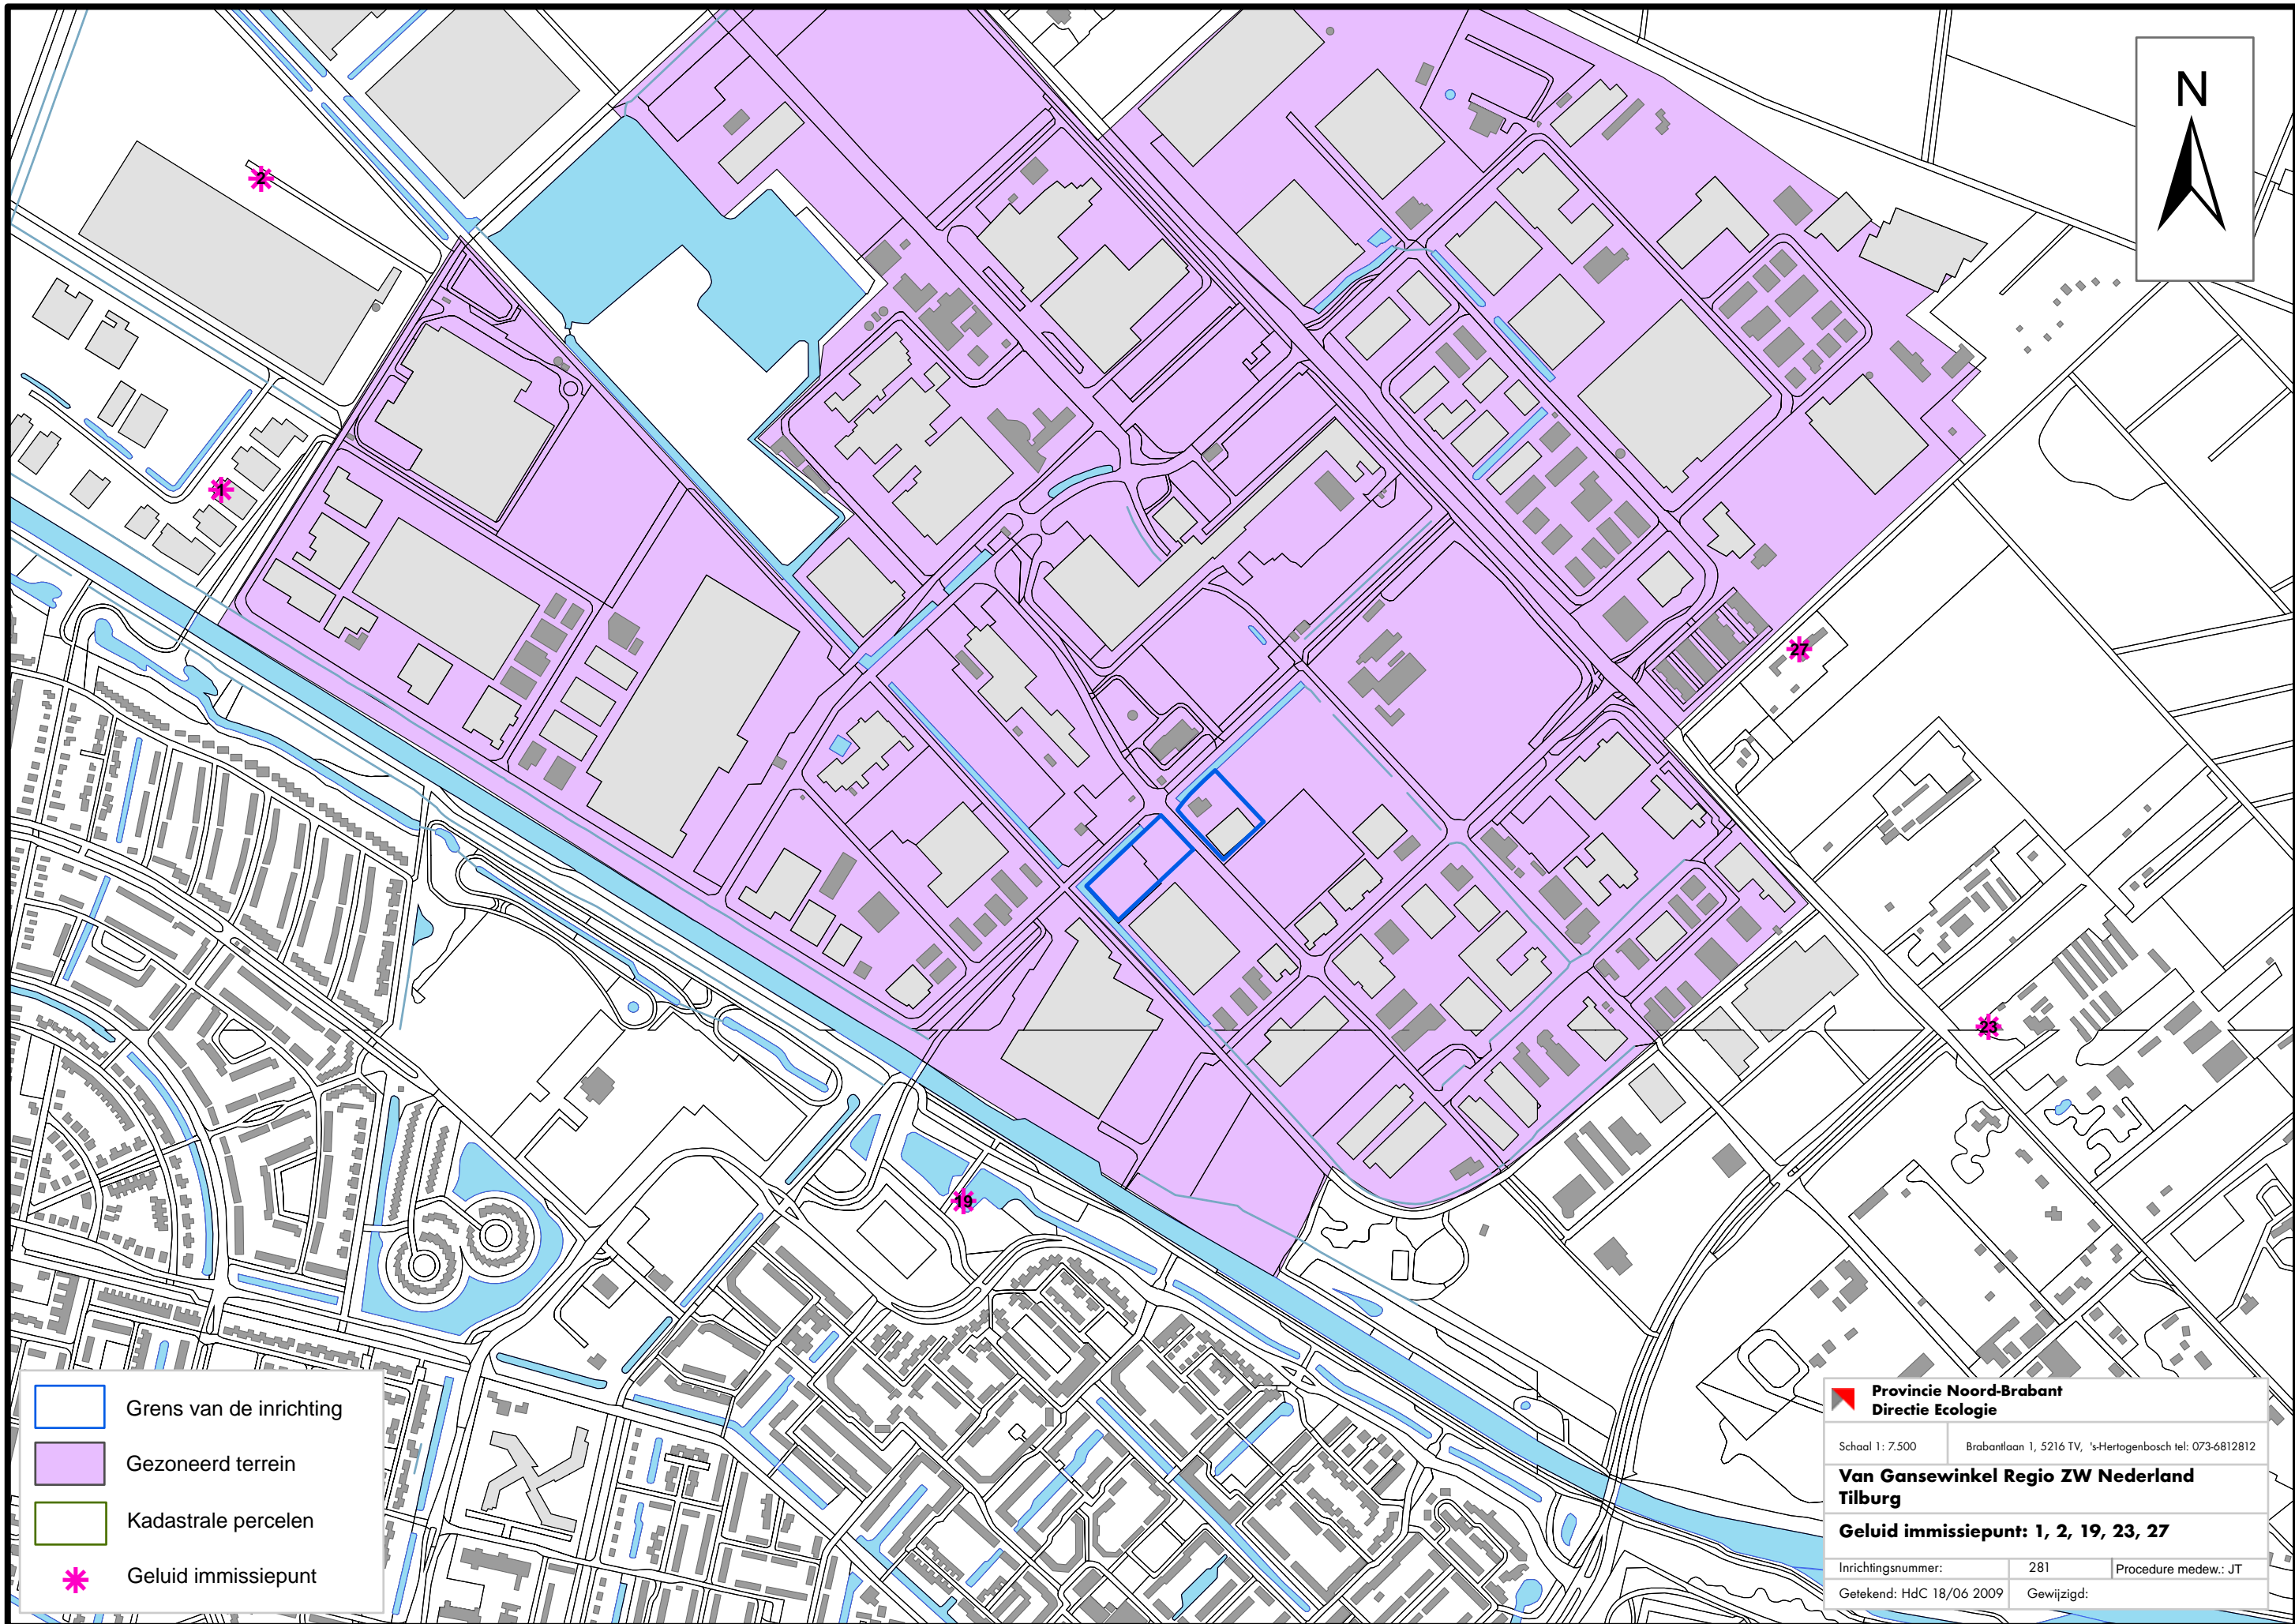 N
2
1
27
23
19
Grens van de inrichting
Gezoneerd terrein
Kadastrale percelen
Geluid immissiepunt
Provincie Noord-Brabant
Directie Ecologie
Schaal 1: 7.500 Brabantlaan 1, 5216 TV, 's-Hertogenbosch tel: 073-6812812
Van Gansewinkel Regio ZW Nederland
Tilburg
Geluid immissiepunt: 1, 2, 19, 23, 27
Inrichtingsnummer: 281 Procedure medew.: JT
Getekend: HdC 18/06 2009 Gewijzigd: